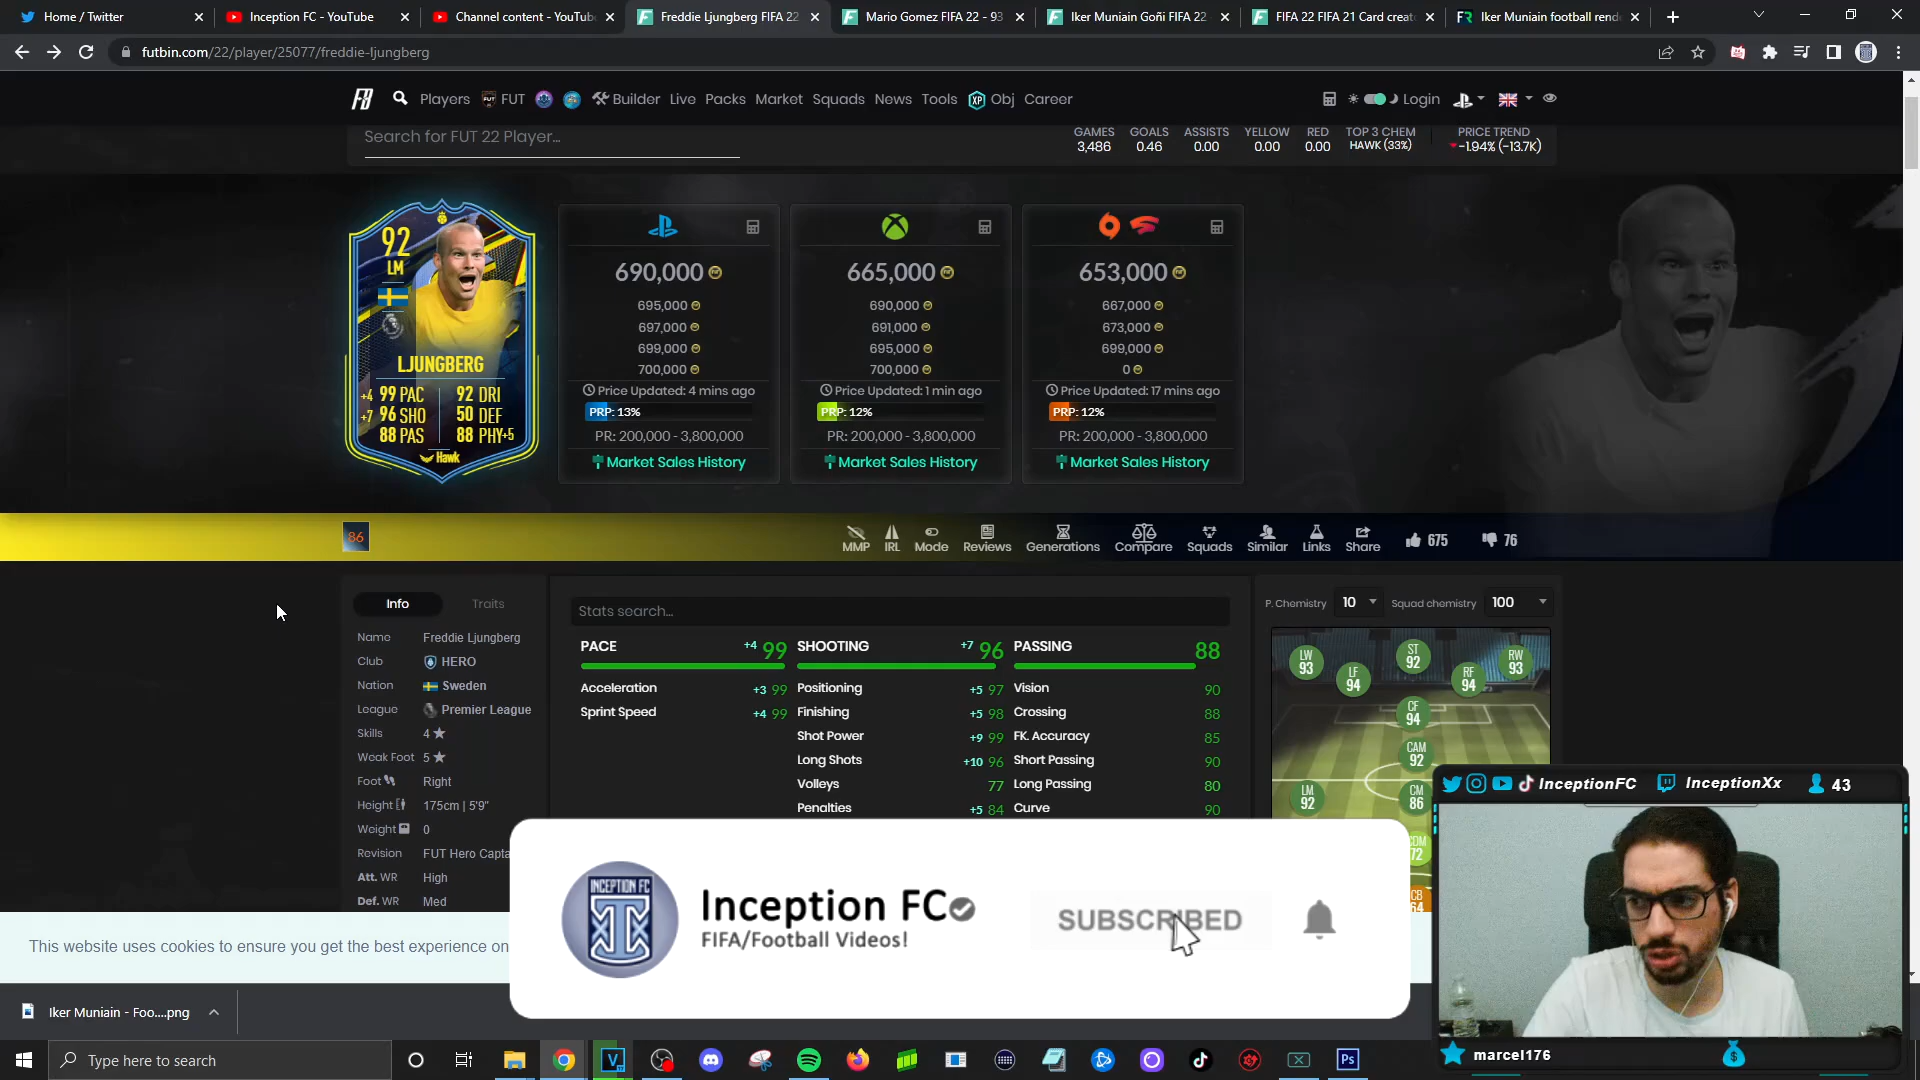 Home / Twitter
Inception FC - YouTube
Channel content - YouTube
Freddie Ljungberg FIFA 22
Mario Gomez FIFA 22 - 93
Iker Muniain Goñi FIFA 22
FIFA 22 FIFA 21 Card creat
Iker Muniain football rend
futbin.com/22/player/25077/freddie-ljungberg
Players FUT Builder Live Packs Market Squads News Tools XP Obj Career Login
Search for FUT 22 Player...
GAMES GOALS ASSISTS YELLOW RED TOP 3 CHEM PRICE TREND
3,486 0.46 0.00 0.00 0.00 HAWK (33%) -1.94% (-13.7K)
92
LM
LJUNGBERG
+4 99 PAC 92 DRI
+7 96 SHO 50 DEF
88 PAS 88 PHY+5
Hawk
690,000
695,000
697,000
699,000
700,000
Price Updated: 4 mins ago
PRP: 13%
PR: 200,000 - 3,800,000
Market Sales History
665,000
690,000
691,000
695,000
700,000
Price Updated: 1 min ago
PRP: 12%
PR: 200,000 - 3,800,000
Market Sales History
653,000
667,000
673,000
699,000
0
Price Updated: 17 mins ago
PRP: 12%
PR: 200,000 - 3,800,000
Market Sales History
86
MMP IRL Mode Reviews Generations Compare Squads Similar Links Share 675 76
Info Traits
Name Freddie Ljungberg
Club HERO
Nation Sweden
League Premier League
Skills 4
Weak Foot 5
Foot Right
Height 175cm | 5'9"
Weight 0
Revision FUT Hero Capta
Att. WR High
Def. WR Med
Stats search...
PACE +4 99
Acceleration +3 99
Sprint Speed +4 99
SHOOTING +7 96
Positioning +5 97
Finishing +5 98
Shot Power +9 99
Long Shots +10 96
Volleys 77
Penalties +5 84
PASSING 88
Vision 90
Crossing 88
FK. Accuracy 85
Short Passing 90
Long Passing 80
Curve 90
P. Chemistry 10 Squad chemistry 100
LW 93
ST 92
RW 93
LF 94
RF 94
CF 94
CAM 92
LM 92
CM 86
CDM 72
CB 64
InceptionFC InceptionXx 43
INCEPTION FC
Inception FC
FIFA/Football Videos!
SUBSCRIBED
This website uses cookies to ensure you get the best experience on
Iker Muniain - Foo....png
marcel176
Type here to search
V
Ps